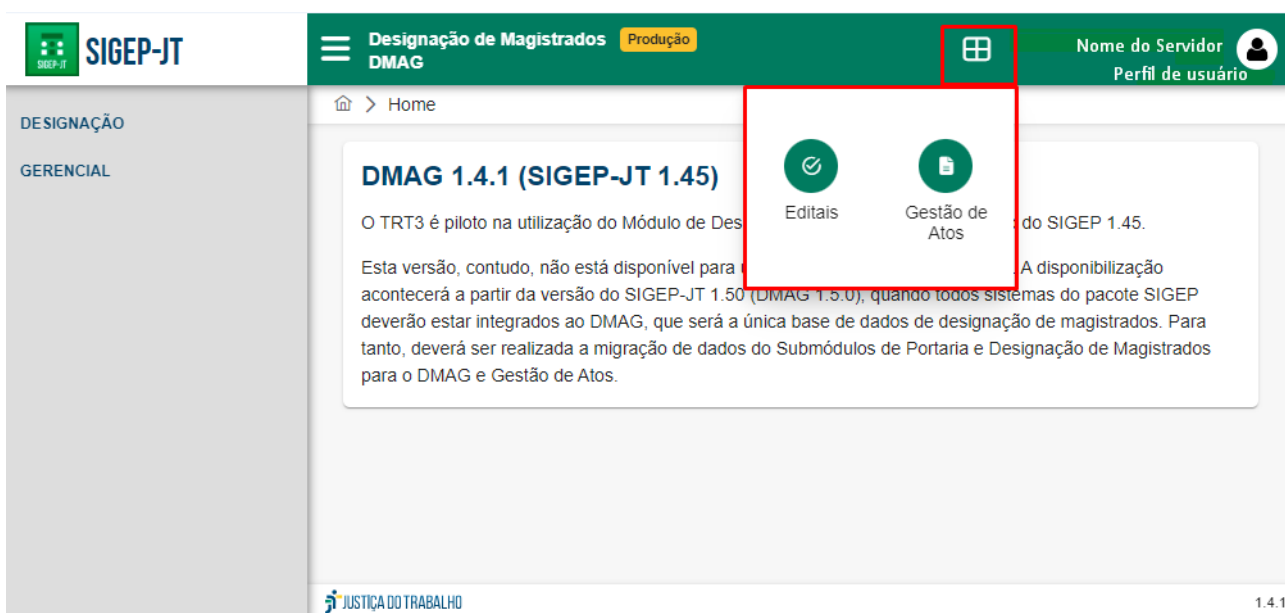 SIGEP-JT
SIGEP-JT
Designação de Magistrados Produção
DMAG
Nome do Servidor
Perfil de usuário
Home
DESIGNAÇÃO
GERENCIAL
Editais
Gestão de
Atos
DMAG 1.4.1 (SIGEP-JT 1.45)
O TRT3 é piloto na utilização do Módulo de Des do SIGEP 1.45.
Esta versão, contudo, não está disponível para A disponibilização
acontecerá a partir da versão do SIGEP-JT 1.50 (DMAG 1.5.0), quando todos sistemas do pacote SIGEP
deverão estar integrados ao DMAG, que será a única base de dados de designação de magistrados. Para
tanto, deverá ser realizada a migração de dados do Submódulos de Portaria e Designação de Magistrados
para o DMAG e Gestão de Atos.
JUSTIÇA DO TRABALHO
1.4.1